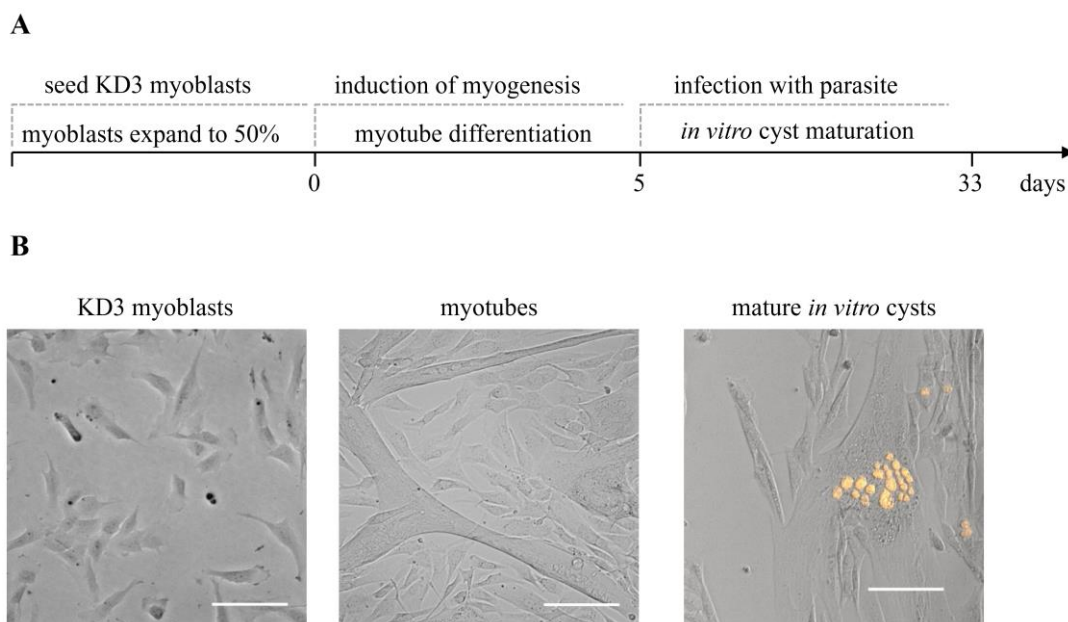 A
seed KD3 myoblasts induction of myogenesis infection with parasite
myoblasts expand to 50% myotube differentiation in vitro cyst maturation
0 5 33 days
B
KD3 myoblasts myotubes mature in vitro cysts